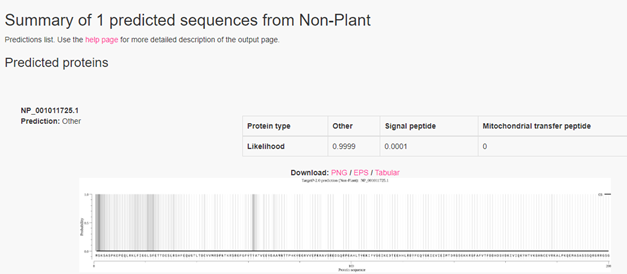 Summary of 1 predicted sequences from Non-Plant
Predictions list. Use the help page for more detailed description of the output page.
Predicted proteins
NP_001011725.1
Prediction: Other
Protein type Other Signal peptide Mitochondrial transfer peptide
Likelihood 0.9999 0.0001 0
Download: PNG / EPS / Tabular
TargetP-2.0 prediction (Non-Plant): NP_001011725.1
Probability
Protein sequence